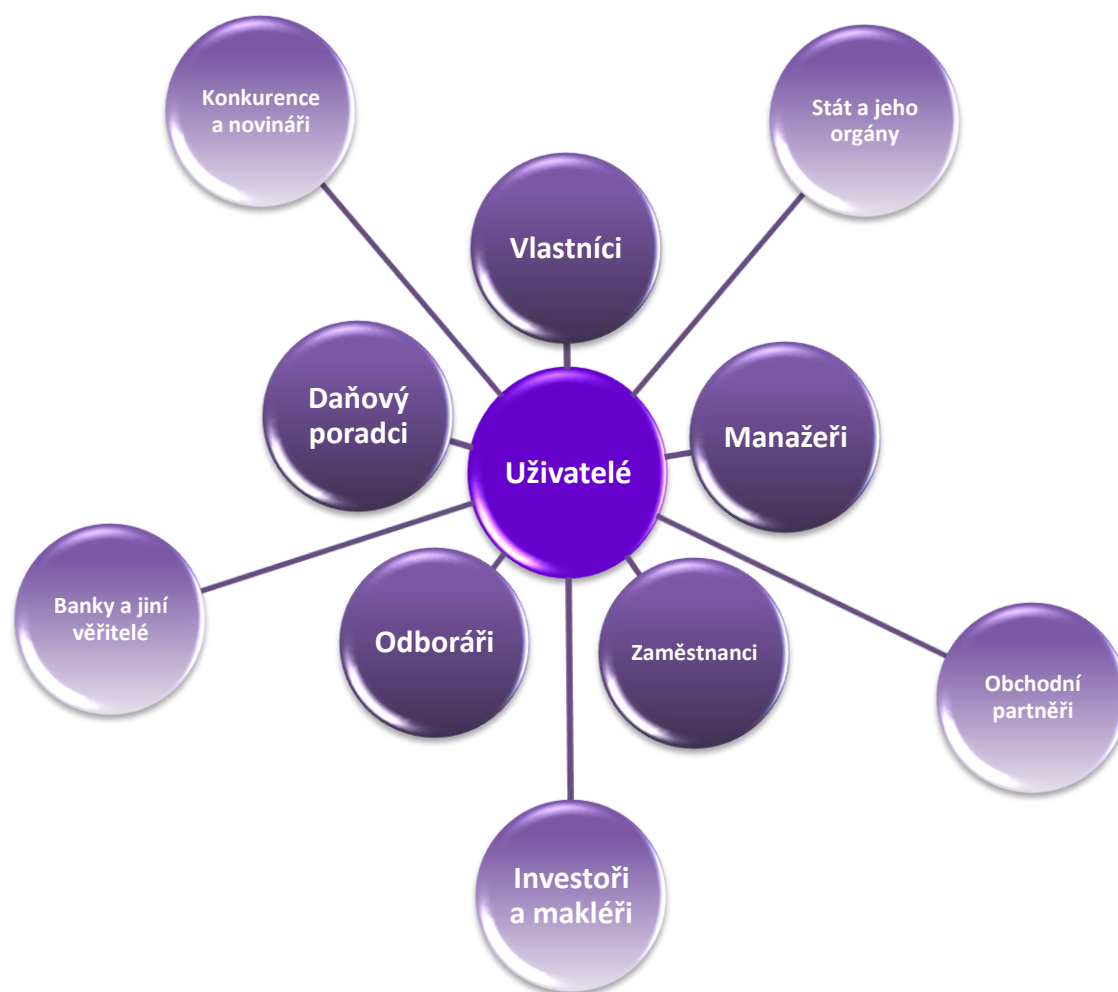 Konkurence
a novináři
Stát a jeho
orgány
Vlastníci
Daňový
poradci
Manažeři
Uživatelé
Banky a jiní
věřitelé
Odboráři
Zaměstnanci
Obchodní
partněři
Investoři
a makléři